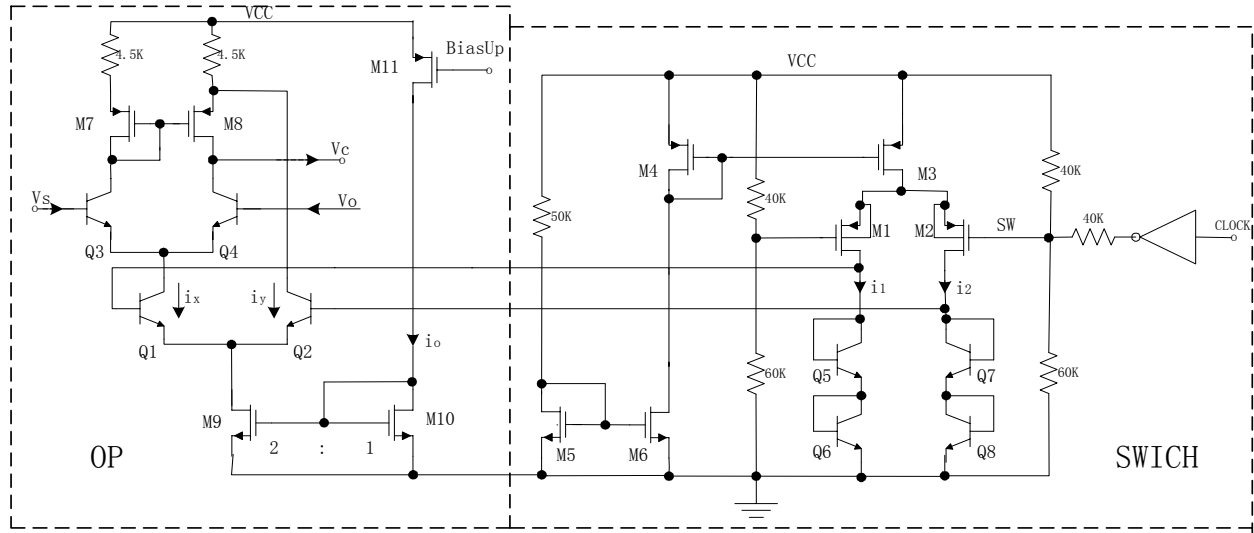 VCC
4.5K
4.5K
BiasUp
M11
M7
M8
Vc
Vs
Vo
Q3
Q4
ix
iy
Q1
Q2
io
M9
M10
2 : 1
OP
VCC
M4
M3
50K
40K
40K
40K
M1
M2
SW
CLOCK
i1
i2
Q5
Q7
60K
60K
Q6
Q8
M5
M6
SWICH